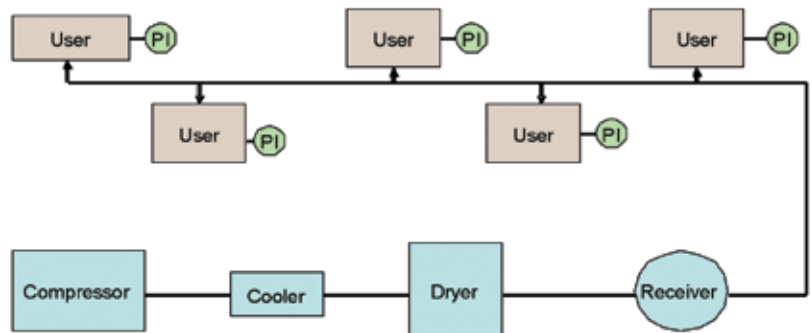 User
PI
User
PI
User
PI
User
PI
User
PI
Compressor
Cooler
Dryer
Receiver